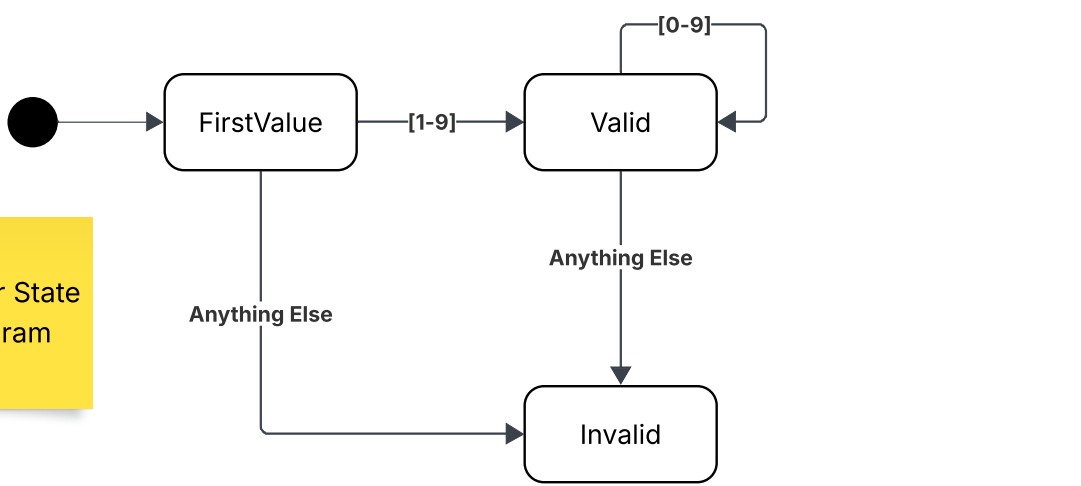 [0-9]
FirstValue
[1-9]
Valid
Anything Else
r State
ram
Anything Else
Invalid